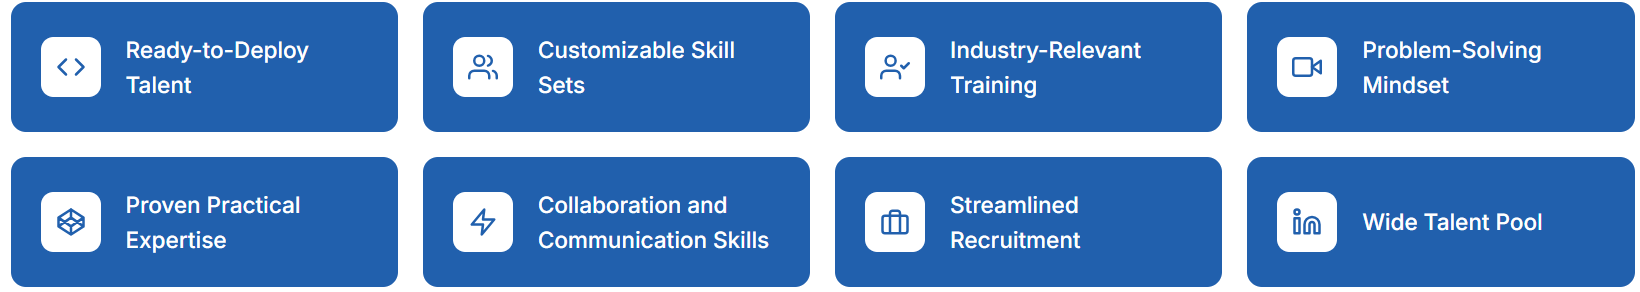 Ready-to-Deploy
Talent
Customizable Skill
Sets
Industry-Relevant
Training
Problem-Solving
Mindset
Proven Practical
Expertise
Collaboration and
Communication Skills
Streamlined
Recruitment
Wide Talent Pool